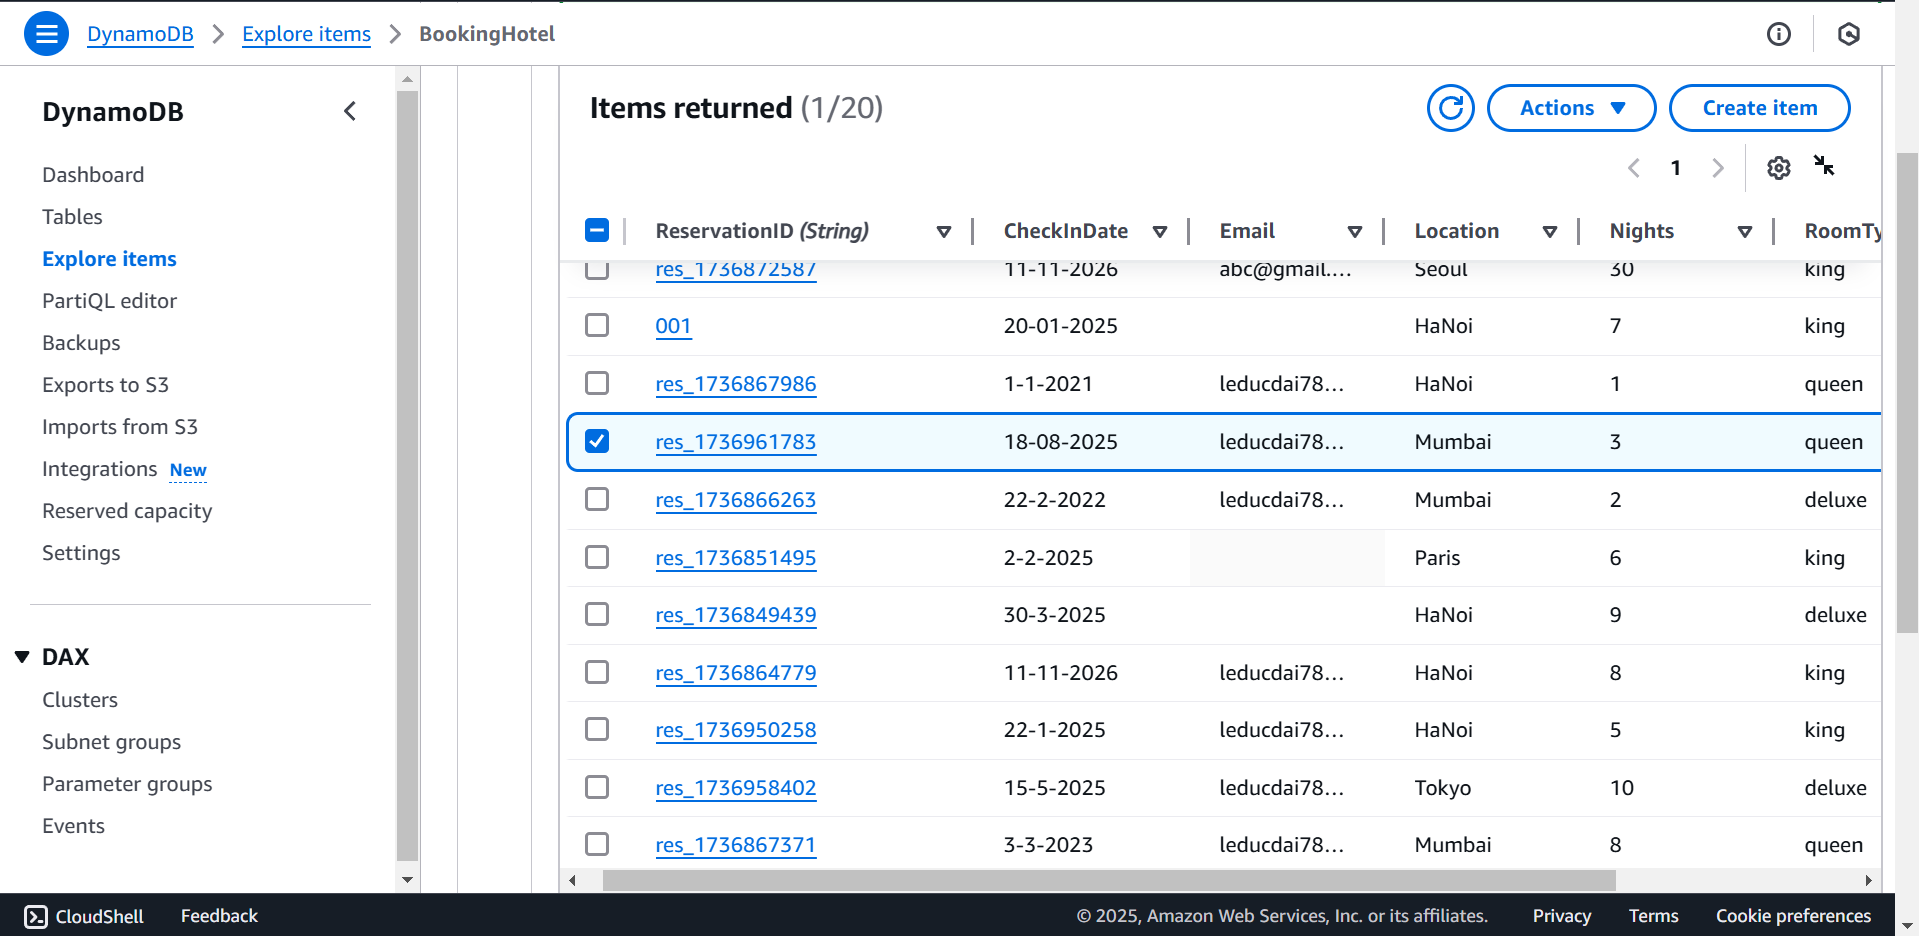 DynamoDB
Explore items
BookingHotel
DynamoDB
Dashboard
Tables
Explore items
PartiQL editor
Backups
Exports to S3
Imports from S3
Integrations New
Reserved capacity
Settings
DAX
Clusters
Subnet groups
Parameter groups
Events
Items returned (1/20)
Actions
Create item
1
ReservationID (String) CheckInDate Email Location Nights RoomTy
res_1736872587 11-11-2026 abc@gmail.... Seoul 30 king
001 20-01-2025 HaNoi 7 king
res_1736867986 1-1-2021 leducdai78... HaNoi 1 queen
res_1736961783 18-08-2025 leducdai78... Mumbai 3 queen
res_1736866263 22-2-2022 leducdai78... Mumbai 2 deluxe
res_1736851495 2-2-2025 Paris 6 king
res_1736849439 30-3-2025 HaNoi 9 deluxe
res_1736864779 11-11-2026 leducdai78... HaNoi 8 king
res_1736950258 22-1-2025 leducdai78... HaNoi 5 king
res_1736958402 15-5-2025 leducdai78... Tokyo 10 deluxe
res_1736867371 3-3-2023 leducdai78... Mumbai 8 queen
CloudShell Feedback © 2025, Amazon Web Services, Inc. or its affiliates. Privacy Terms Cookie preferences